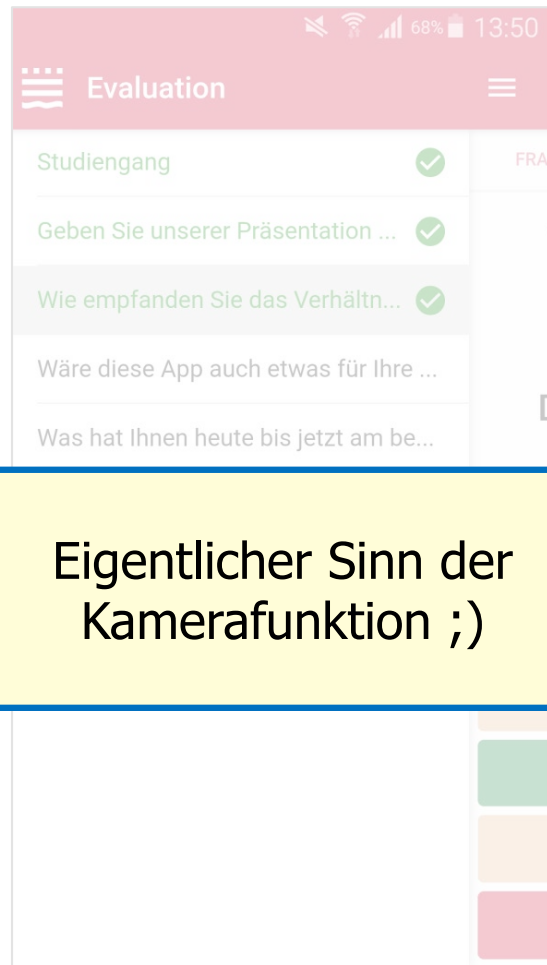 68% 13:50
Evaluation
Studiengang
FRA
Geben Sie unserer Präsentation ...
Wie empfanden Sie das Verhältn...
Wäre diese App auch etwas für Ihre ...
D
Was hat Ihnen heute bis jetzt am be...
Eigentlicher Sinn der
Kamerafunktion ;)